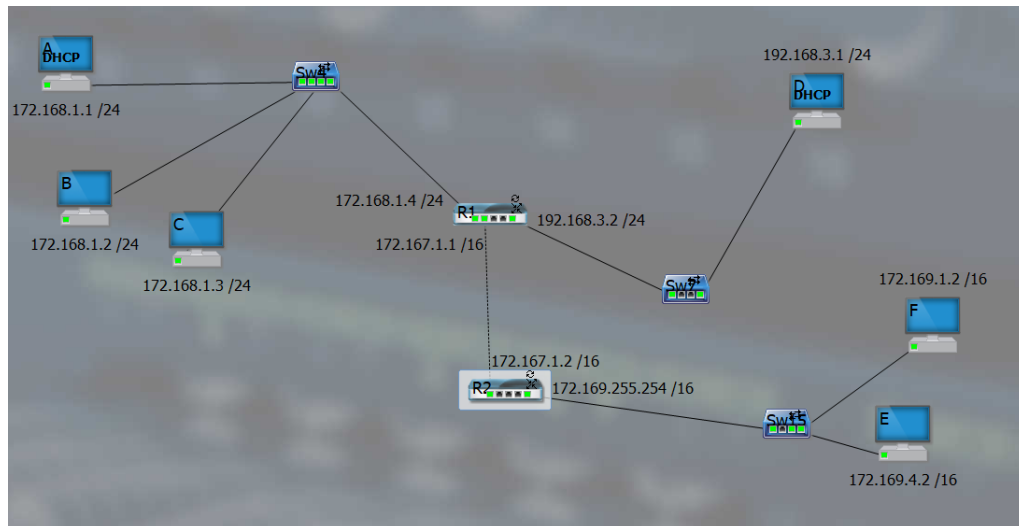 A
DHCP
172.168.1.1 /24
Sw4
192.168.3.1 /24
D
DHCP
B
172.168.1.2 /24
C
172.168.1.3 /24
172.168.1.4 /24
R1
192.168.3.2 /24
172.167.1.1 /16
172.169.1.2 /16
F
172.167.1.2 /16
R2
172.169.255.254 /16
Sw15
E
172.169.4.2 /16